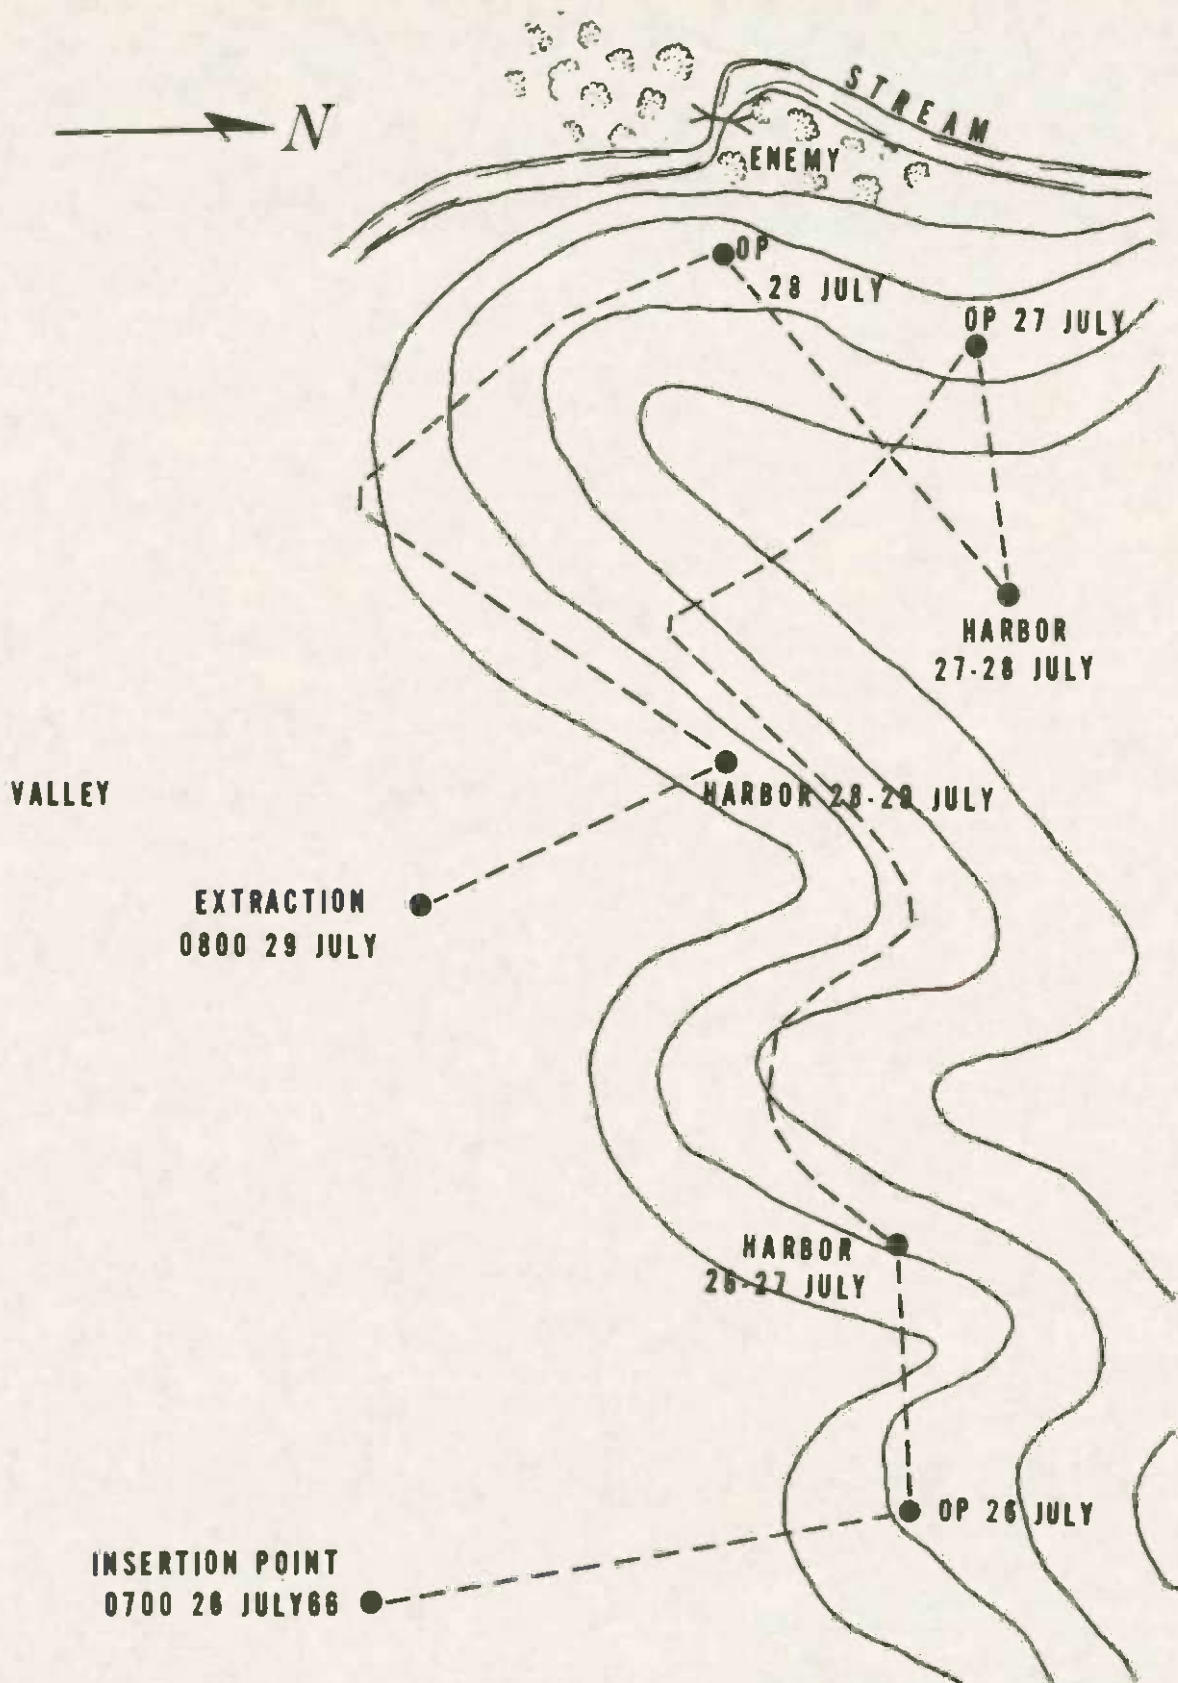 N
STREAM
ENEMY
OP
28 JULY
OP 27 JULY
HARBOR
27-28 JULY
VALLEY
HARBOR 28-29 JULY
EXTRACTION
0800 29 JULY
HARBOR
26-27 JULY
OP 26 JULY
INSERTION POINT
0700 26 JULY66